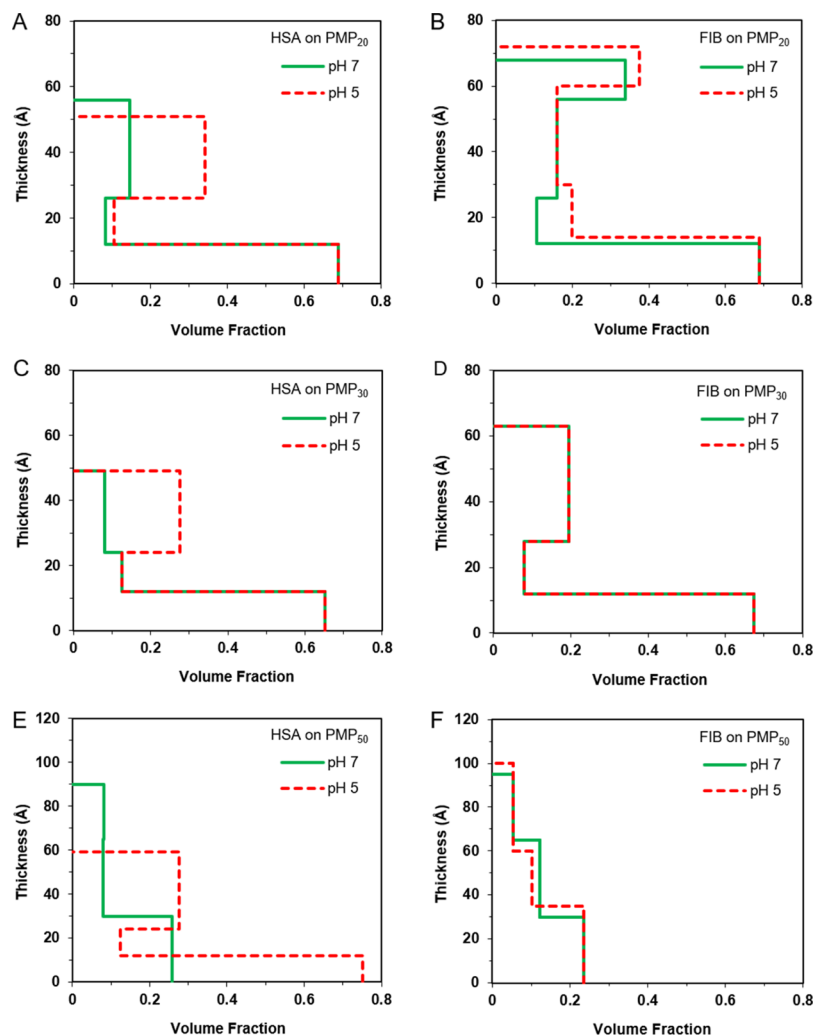 A
HSA on PMP20
pH 7
pH 5
Thickness (Å)
80
60
40
20
0
0 0.2 0.4 0.6 0.8
Volume Fraction
B
FIB on PMP20
pH 7
pH 5
Thickness (Å)
80
60
40
20
0
0 0.2 0.4 0.6 0.8
Volume Fraction
C
HSA on PMP30
pH 7
pH 5
Thickness (Å)
80
60
40
20
0
0 0.2 0.4 0.6 0.8
Volume Fraction
D
FIB on PMP30
pH 7
pH 5
Thickness (Å)
80
60
40
20
0
0 0.2 0.4 0.6 0.8
Volume Fraction
E
HSA on PMP50
pH 7
pH 5
Thickness (Å)
120
100
80
60
40
20
0
0 0.2 0.4 0.6 0.8
Volume Fraction
F
FIB on PMP50
pH 7
pH 5
Thickness (Å)
120
100
80
60
40
20
0
0 0.2 0.4 0.6 0.8
Volume Fraction